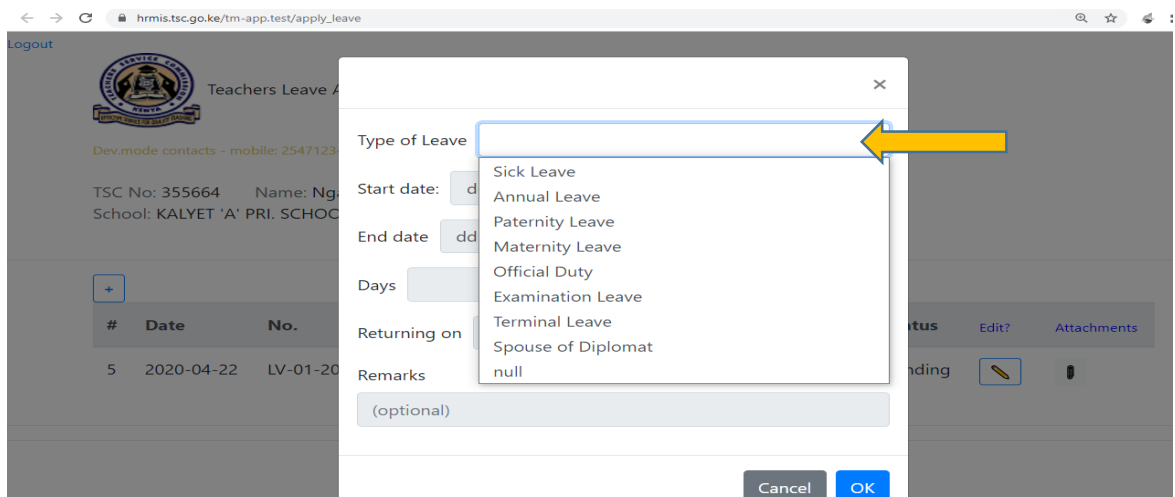 hrmis.tsc.go.ke/tm-app.test/apply_leave
Logout
Teachers Leave A
Dev.mode contacts - mobile: 2547123
TSC No: 355664 Name: Nga
School: KALYET 'A' PRI. SCHOO
+
# Date No. tus Edit? Attachments
5 2020-04-22 LV-01-20 nding
×
Type of Leave
Sick Leave
Annual Leave
Paternity Leave
Maternity Leave
Official Duty
Examination Leave
Terminal Leave
Spouse of Diplomat
null
Start date: d
End date dd
Days
Returning on
Remarks
(optional)
Cancel OK